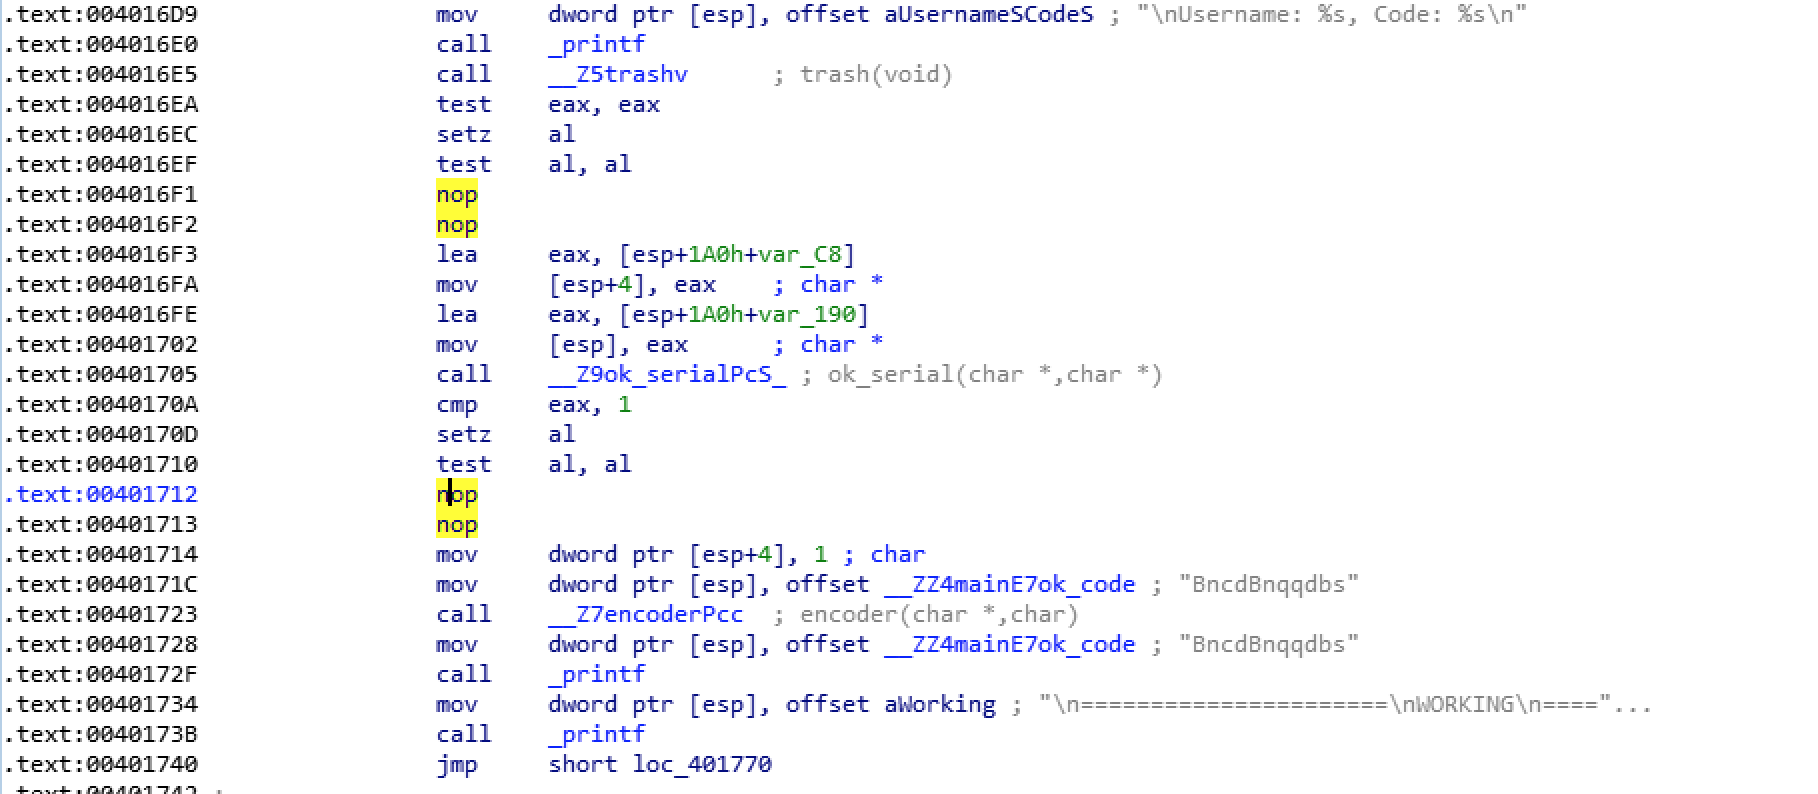 .text:004016D9 mov dword ptr [esp], offset aUsernameSCodeS ; "\nUsername: %s, Code: %s\n"
.text:004016E0 call _printf
.text:004016E5 call __Z5trashv ; trash(void)
.text:004016EA test eax, eax
.text:004016EC setz al
.text:004016EF test al, al
.text:004016F1 nop
.text:004016F2 nop
.text:004016F3 lea eax, [esp+1A0h+var_C8]
.text:004016FA mov [esp+4], eax ; char *
.text:004016FE lea eax, [esp+1A0h+var_190]
.text:00401702 mov [esp], eax ; char *
.text:00401705 call __Z9ok_serialPcS_ ; ok_serial(char *,char *)
.text:0040170A cmp eax, 1
.text:0040170D setz al
.text:00401710 test al, al
.text:00401712 nop
.text:00401713 nop
.text:00401714 mov dword ptr [esp+4], 1 ; char
.text:0040171C mov dword ptr [esp], offset __ZZ4mainE7ok_code ; "BncdBnqqdbs"
.text:00401723 call __Z7encoderPcc ; encoder(char *,char)
.text:00401728 mov dword ptr [esp], offset __ZZ4mainE7ok_code ; "BncdBnqqdbs"
.text:0040172F call _printf
.text:00401734 mov dword ptr [esp], offset aWorking ; "\n======================\nWORKING\n===="...
.text:0040173B call _printf
.text:00401740 jmp short loc_401770
.text:00401742 ;